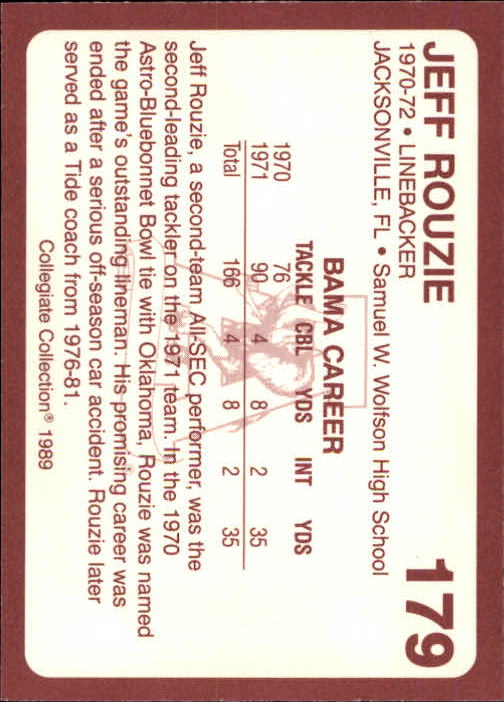 JEFF ROUZIE 179
1970-72 • LINEBACKER
JACKSONVILLE, FL • Samuel W. Wolfson High School
BAMA CAREER
TACKLE CBL YDS INT YDS
1970 76
1971 90 4 8 2 35
Total 166 4 8 2 35
Jeff Rouzie, a second-team All-SEC performer, was the
second-leading tackler on the 1971 team. In the 1970
Astro-Bluebonnet Bowl tie with Oklahoma, Rouzie was named
the game's outstanding lineman. His promising career was
ended after a serious off-season car accident. Rouzie later
served as a Tide coach from 1976-81.
Collegiate Collection® 1989